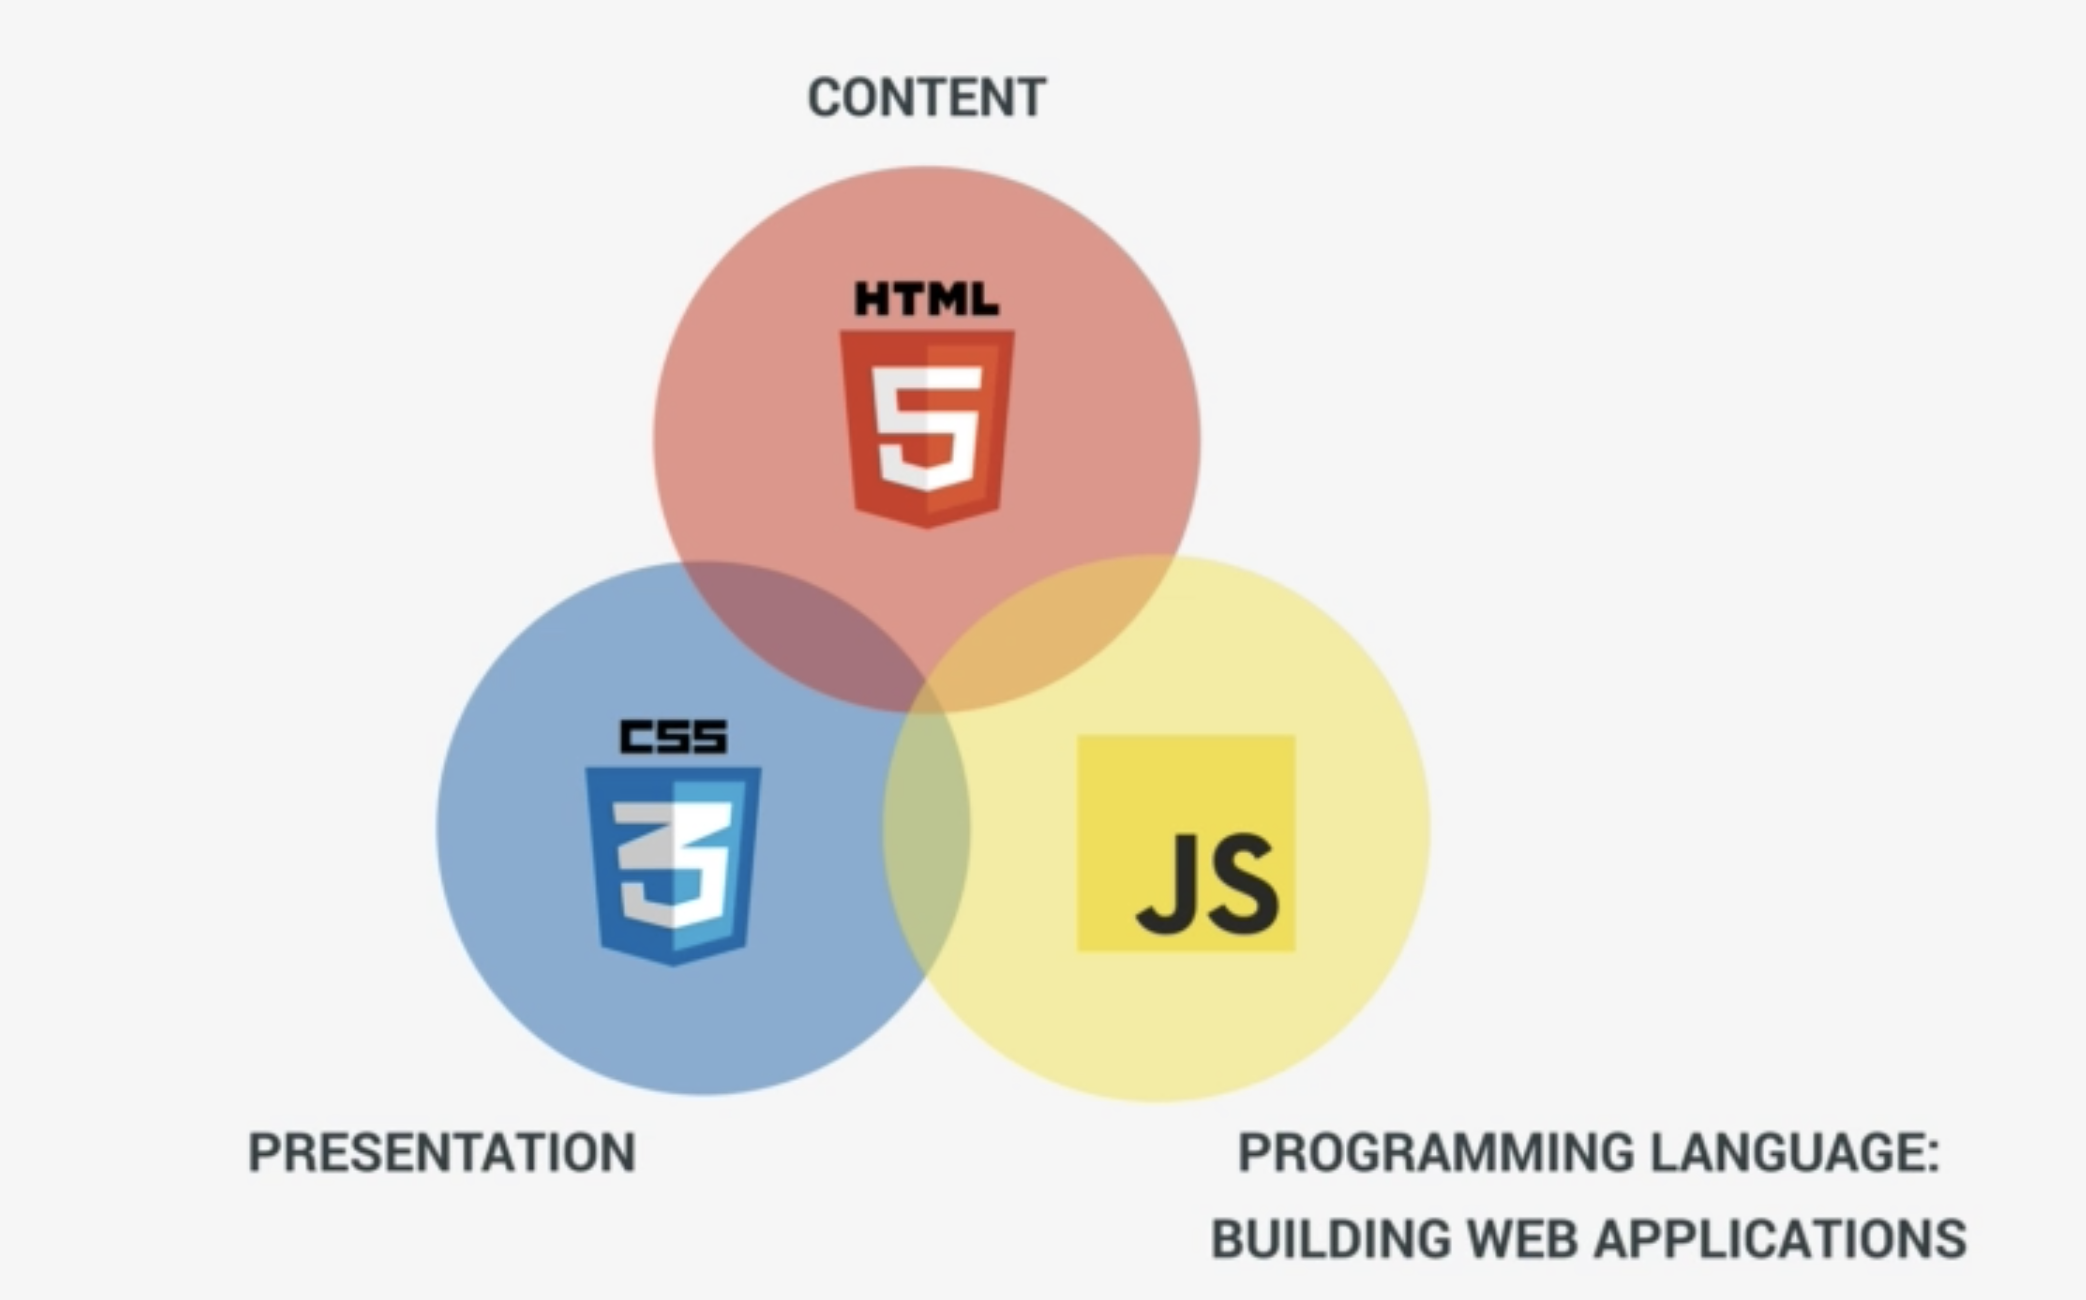 CONTENT
HTML
5
CSS
3
JS
PRESENTATION
PROGRAMMING LANGUAGE:
BUILDING WEB APPLICATIONS